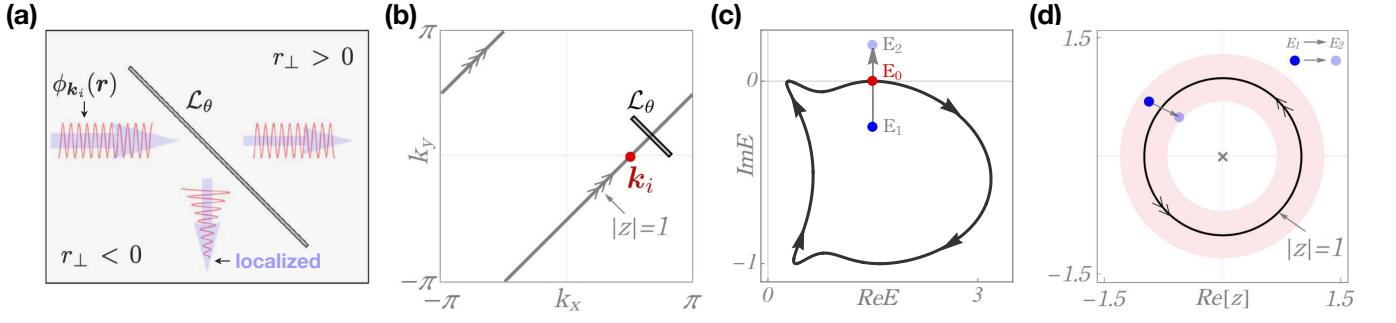 (a)
r⊥ > 0
ϕ𝒌ᵢ(𝒓)
ℒθ
r⊥ < 0
localized
(b)
π
ky
−π
ℒθ
𝒌ᵢ
|z|=1
−π
kx
π
(c)
E₂
0
E₀
E₁
ImE
−1
0
ReE
3
(d)
1.5
E₁ → E₂
|z|=1
−1.5
−1.5
Re[z]
1.5